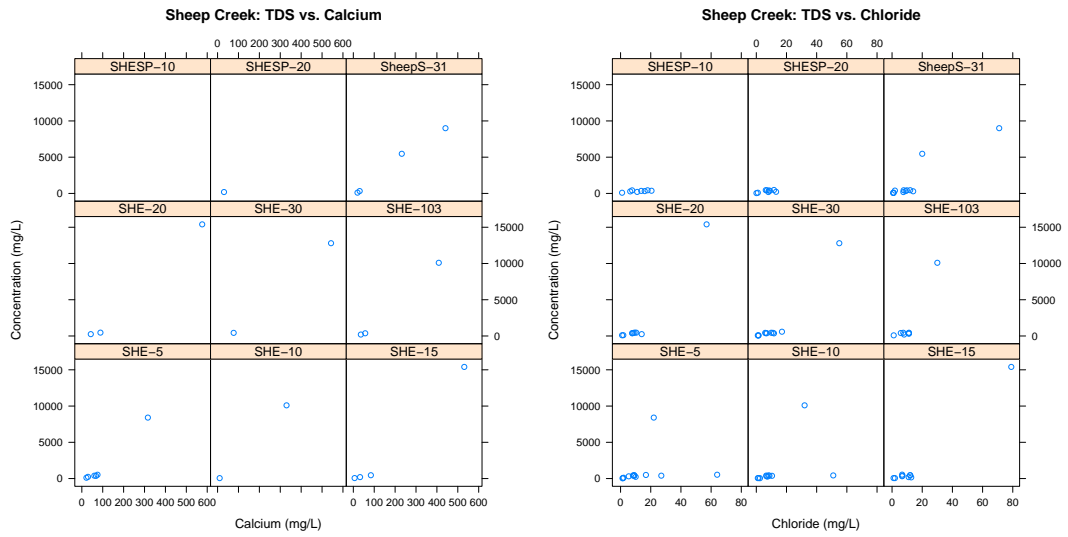 Sheep Creek: TDS vs. Calcium
0 100 200 300 400 500 600
SHESP−10 SHESP−20 SheepS−31
15000
10000
5000
0
SHE−20 SHE−30 SHE−103
15000
10000
5000
0
SHE−5 SHE−10 SHE−15
15000
10000
5000
0
0 100 200 300 400 500 600 0 100 200 300 400 500 600
Concentration (mg/L)
Calcium (mg/L)
Sheep Creek: TDS vs. Chloride
0 20 40 60 80
SHESP−10 SHESP−20 SheepS−31
15000
10000
5000
0
SHE−20 SHE−30 SHE−103
15000
10000
5000
0
SHE−5 SHE−10 SHE−15
15000
10000
5000
0
0 20 40 60 80 0 20 40 60 80
Concentration (mg/L)
Chloride (mg/L)